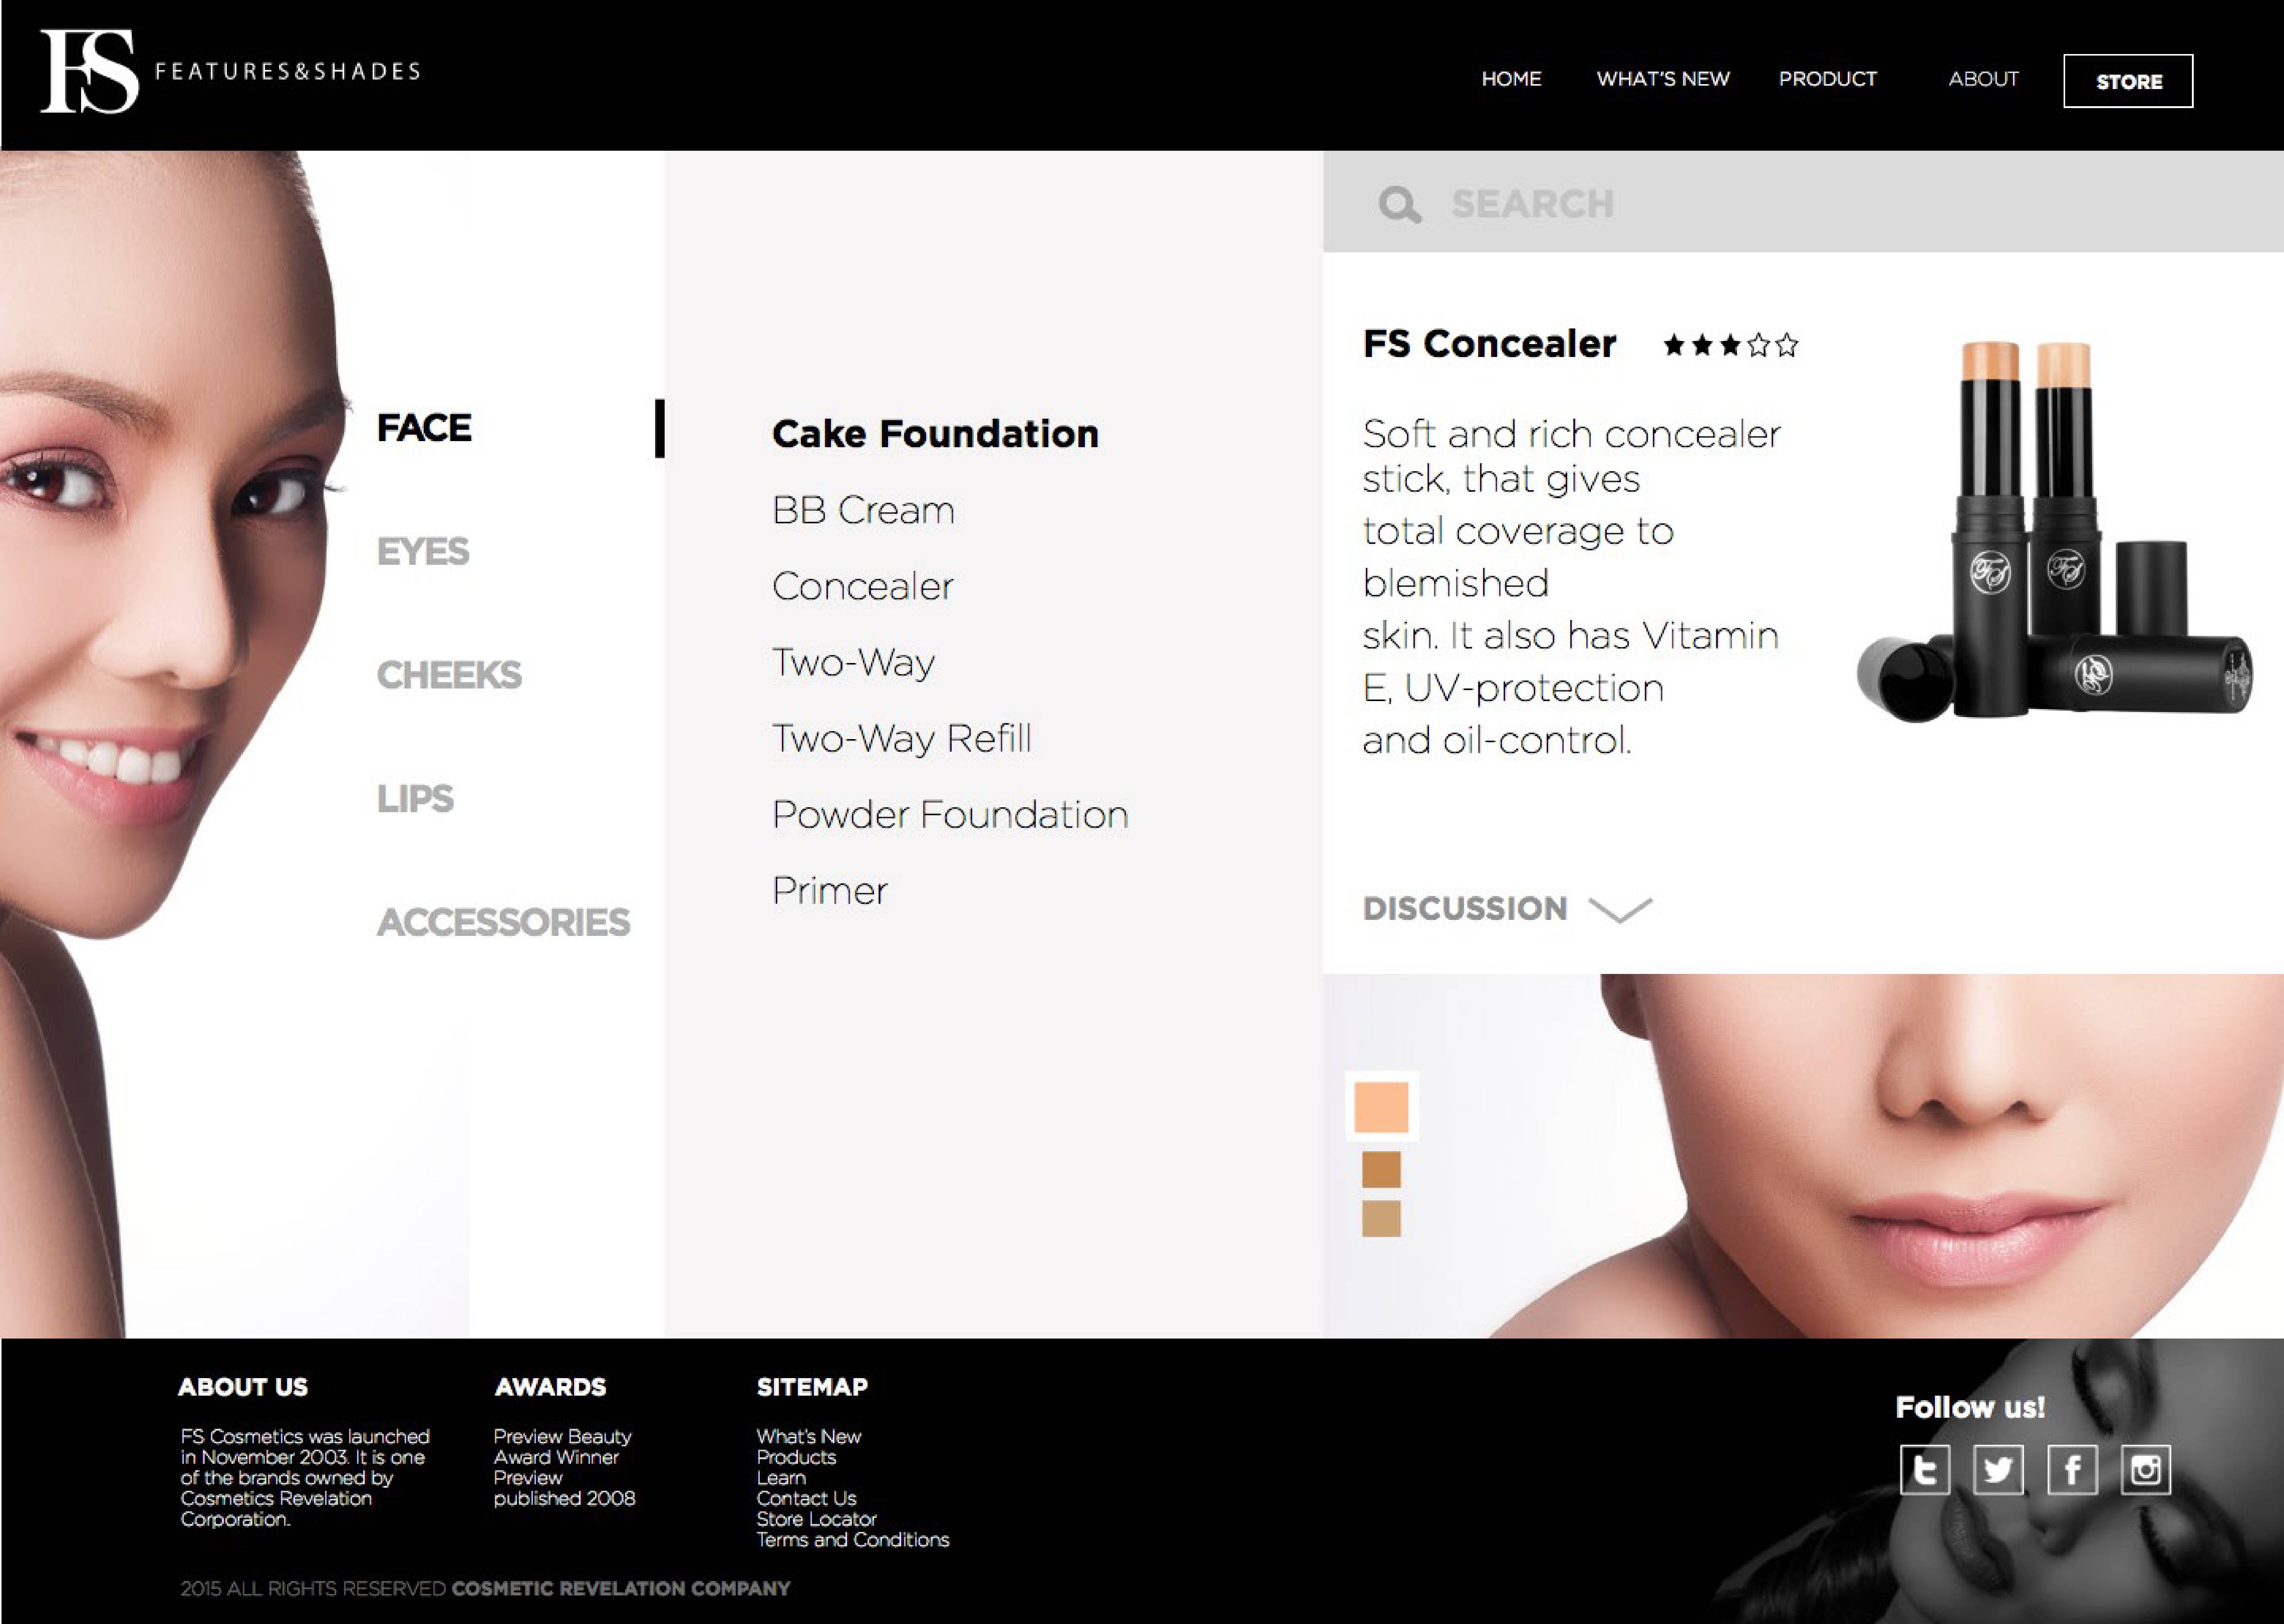 FS FEATURES&SHADES
HOME WHAT'S NEW PRODUCT ABOUT STORE
FACE
EYES
CHEEKS
LIPS
ACCESSORIES
Cake Foundation
BB Cream
Concealer
Two-Way
Two-Way Refill
Powder Foundation
Primer
SEARCH
FS Concealer
Soft and rich concealer
stick, that gives
total coverage to
blemished
skin. It also has Vitamin
E, UV-protection
and oil-control.
FS
FS
FS
DISCUSSION
ABOUT US
FS Cosmetics was launched
in November 2003. It is one
of the brands owned by
Cosmetics Revelation
Corporation.
AWARDS
Preview Beauty
Award Winner
Preview
published 2008
SITEMAP
What's New
Products
Learn
Contact Us
Store Locator
Terms and Conditions
Follow us!
2015 ALL RIGHTS RESERVED COSMETIC REVELATION COMPANY